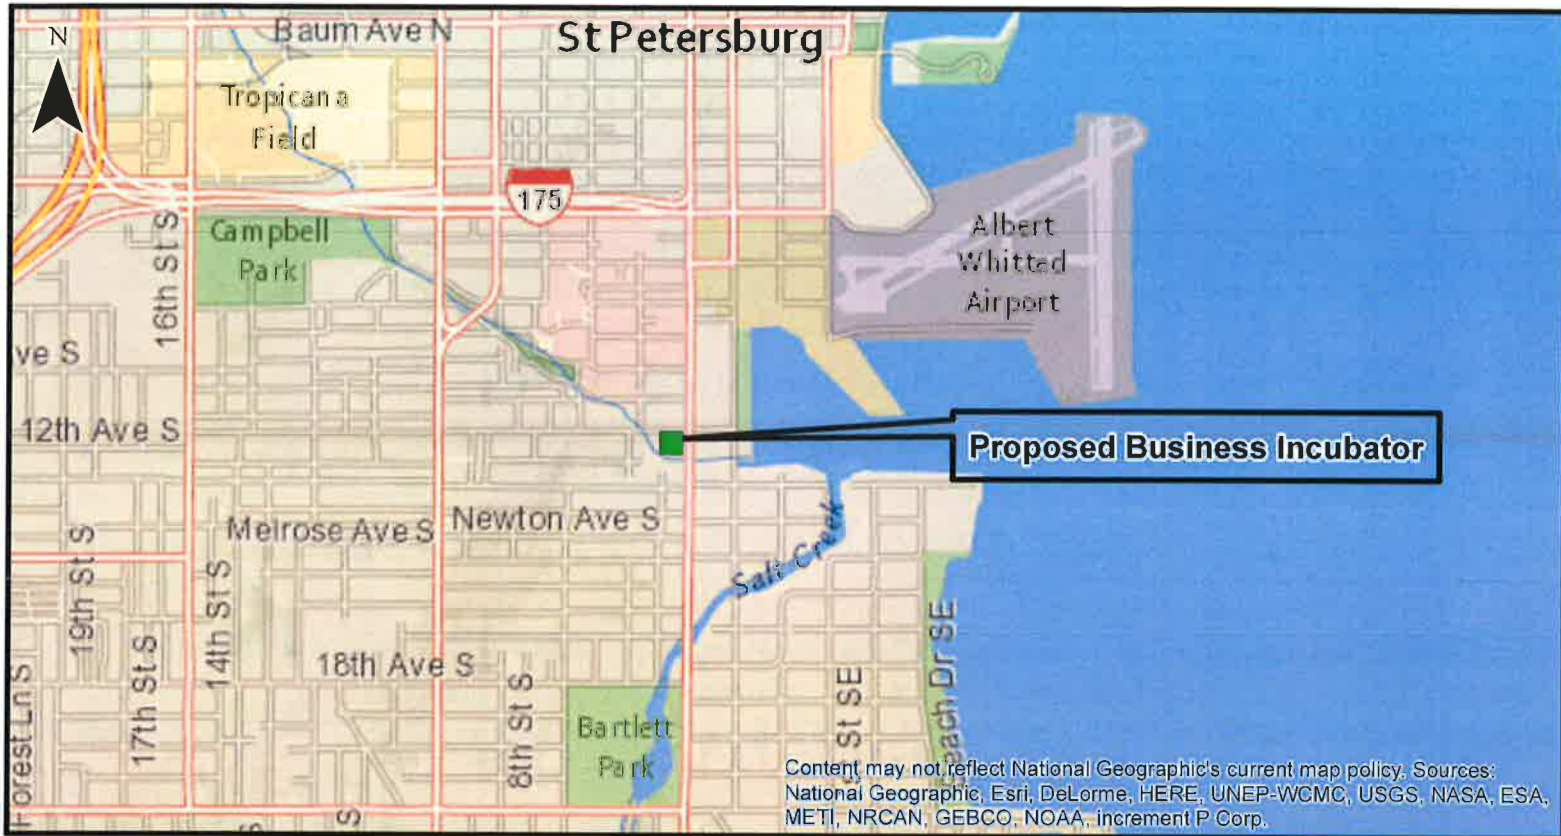 N
Baum Ave N
St Petersburg
Tropicana
Field
175
16th St S
Campbell
Park
Albert
Whitted
Airport
ve S
12th Ave S
Proposed Business Incubator
Melrose Ave S
Newton Ave S
Salt Creek
19th St S
14th St S
17th St S
18th Ave S
8th St S
Forest Ln S
Bartlett
Park
St SE
each Dr SE
S
S
S
Content may not reflect National Geographic's current map policy. Sources:
National Geographic, Esri, DeLorme, HERE, UNEP-WCMC, USGS, NASA, ESA,
METI, NRCAN, GEBCO, NOAA, increment P Corp.